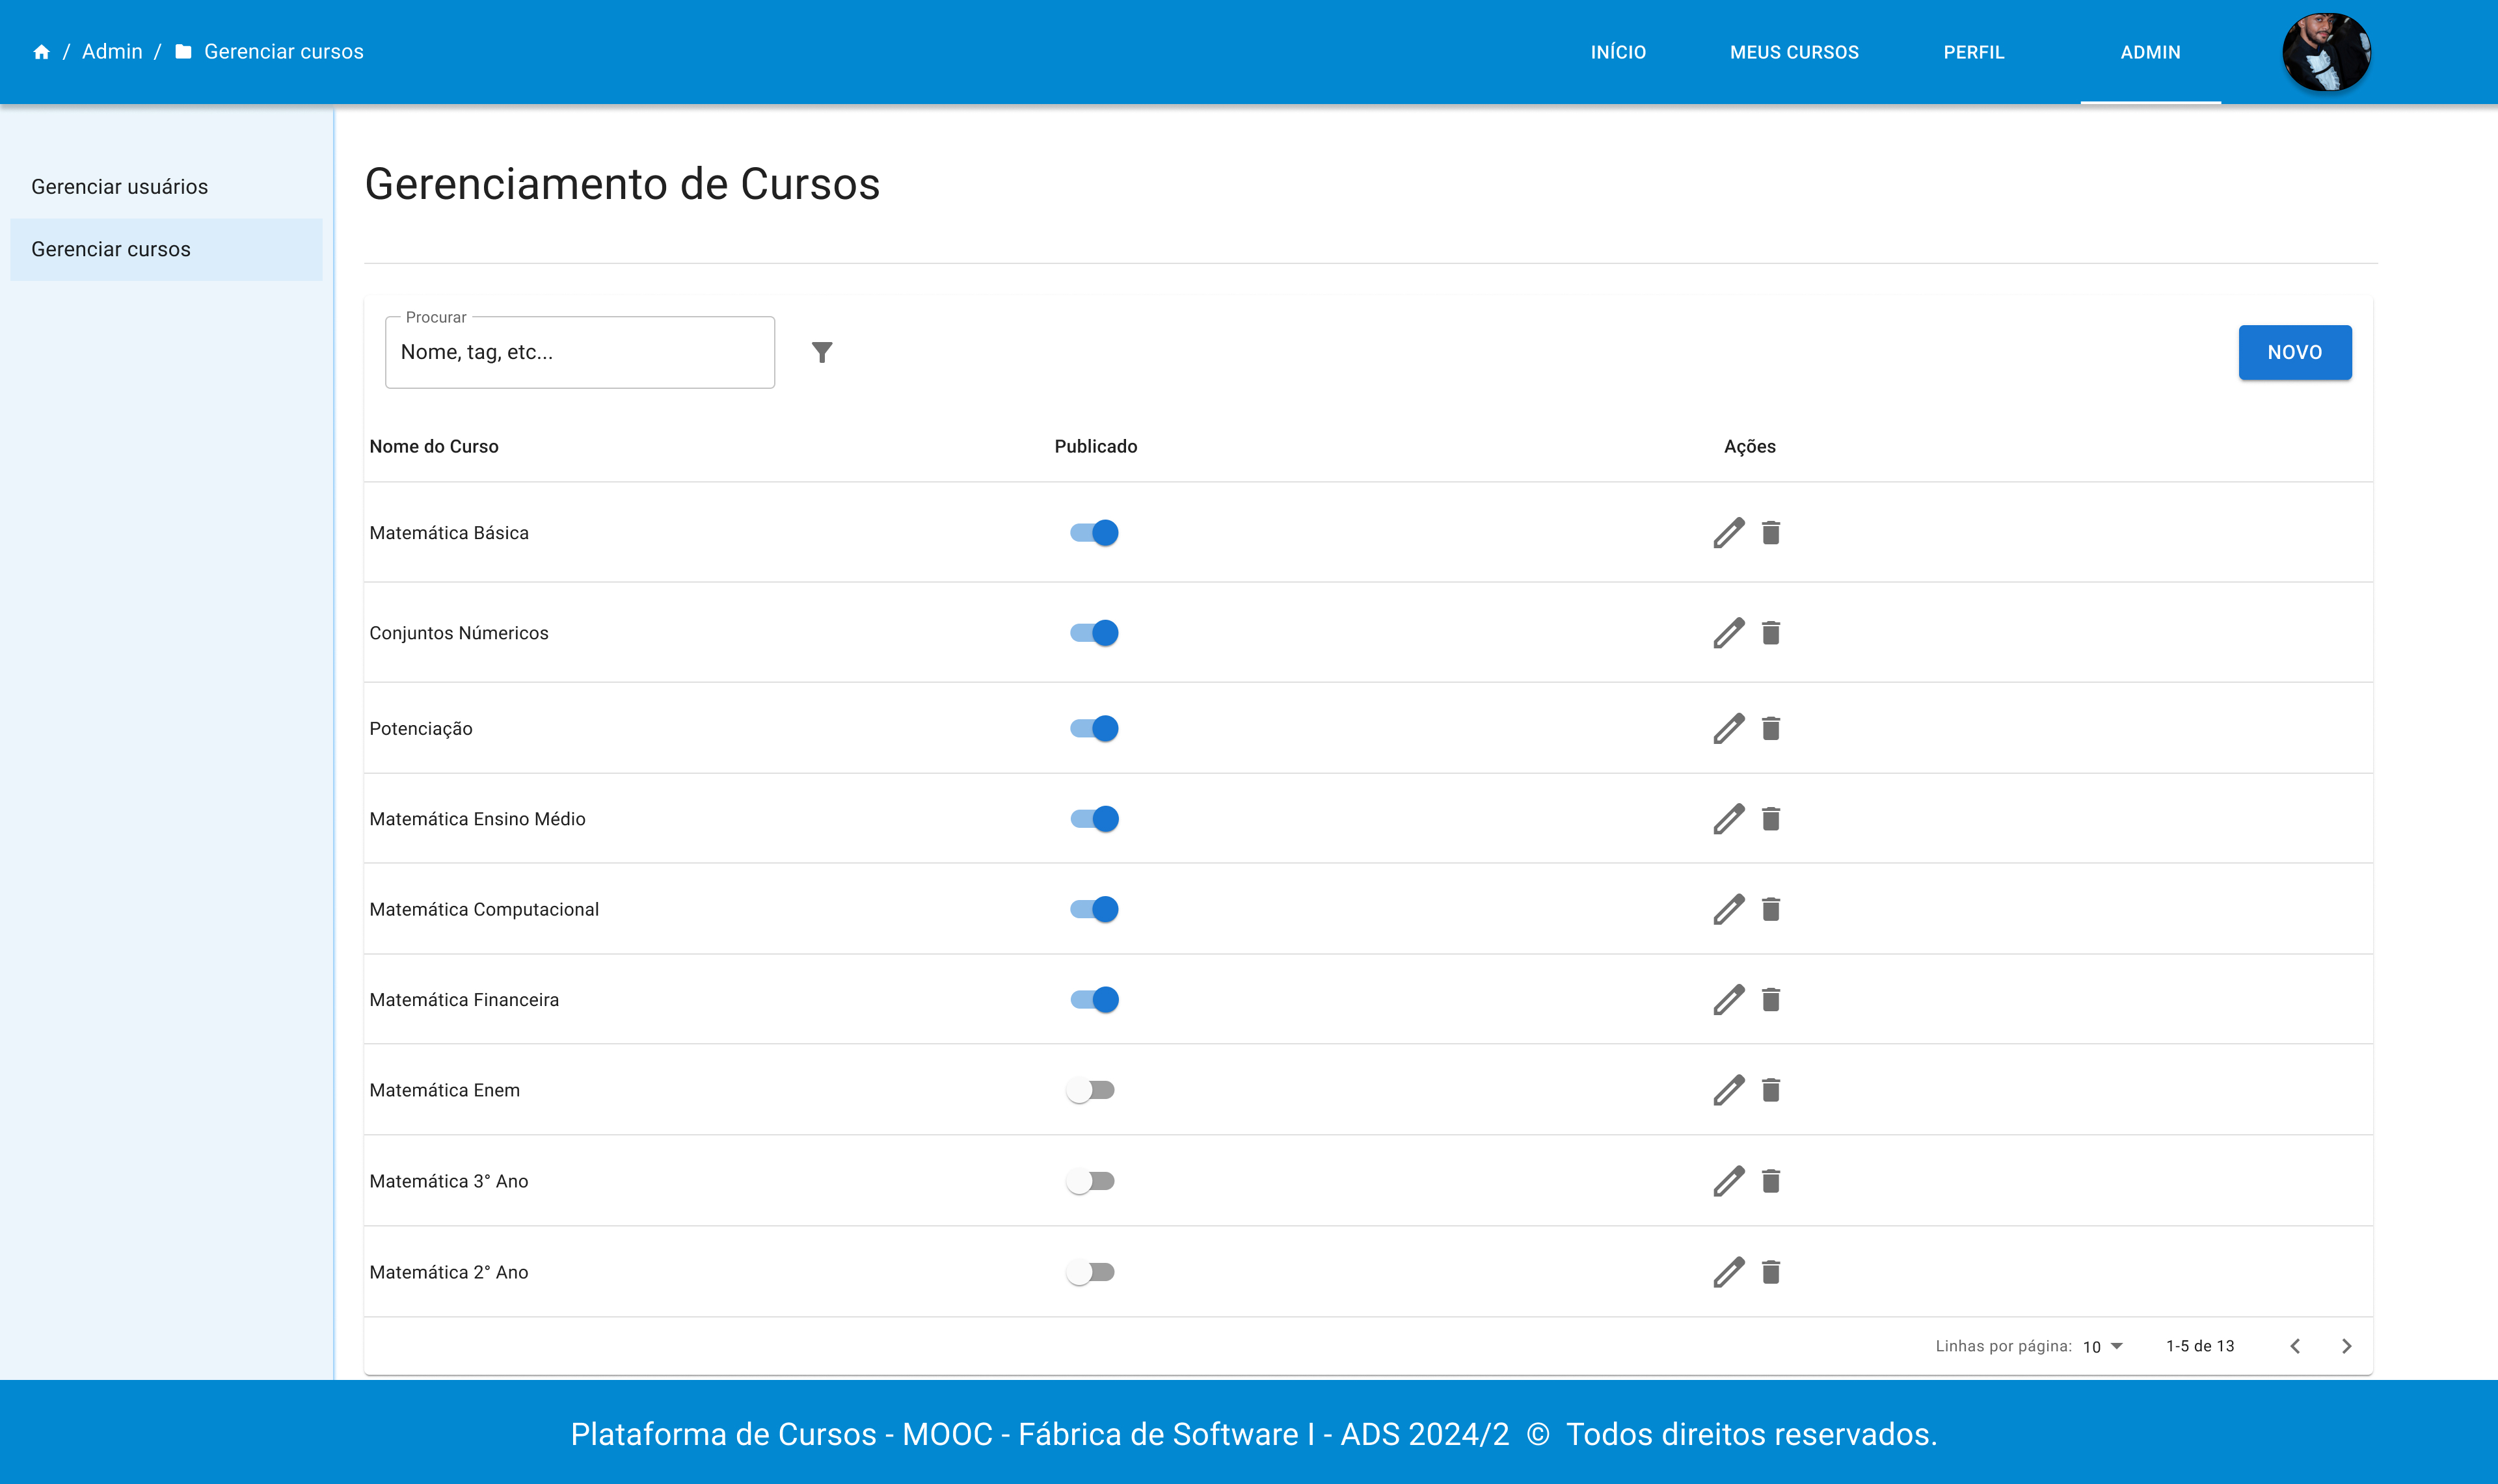 / Admin / Gerenciar cursos
INÍCIO MEUS CURSOS PERFIL ADMIN
Gerenciar usuários
Gerenciar cursos
Gerenciamento de Cursos
Procurar
Nome, tag, etc...
NOVO
Nome do Curso Publicado Ações
Matemática Básica
Conjuntos Númericos
Potenciação
Matemática Ensino Médio
Matemática Computacional
Matemática Financeira
Matemática Enem
Matemática 3° Ano
Matemática 2° Ano
Linhas por página: 10 1-5 de 13
Plataforma de Cursos - MOOC - Fábrica de Software I - ADS 2024/2 © Todos direitos reservados.